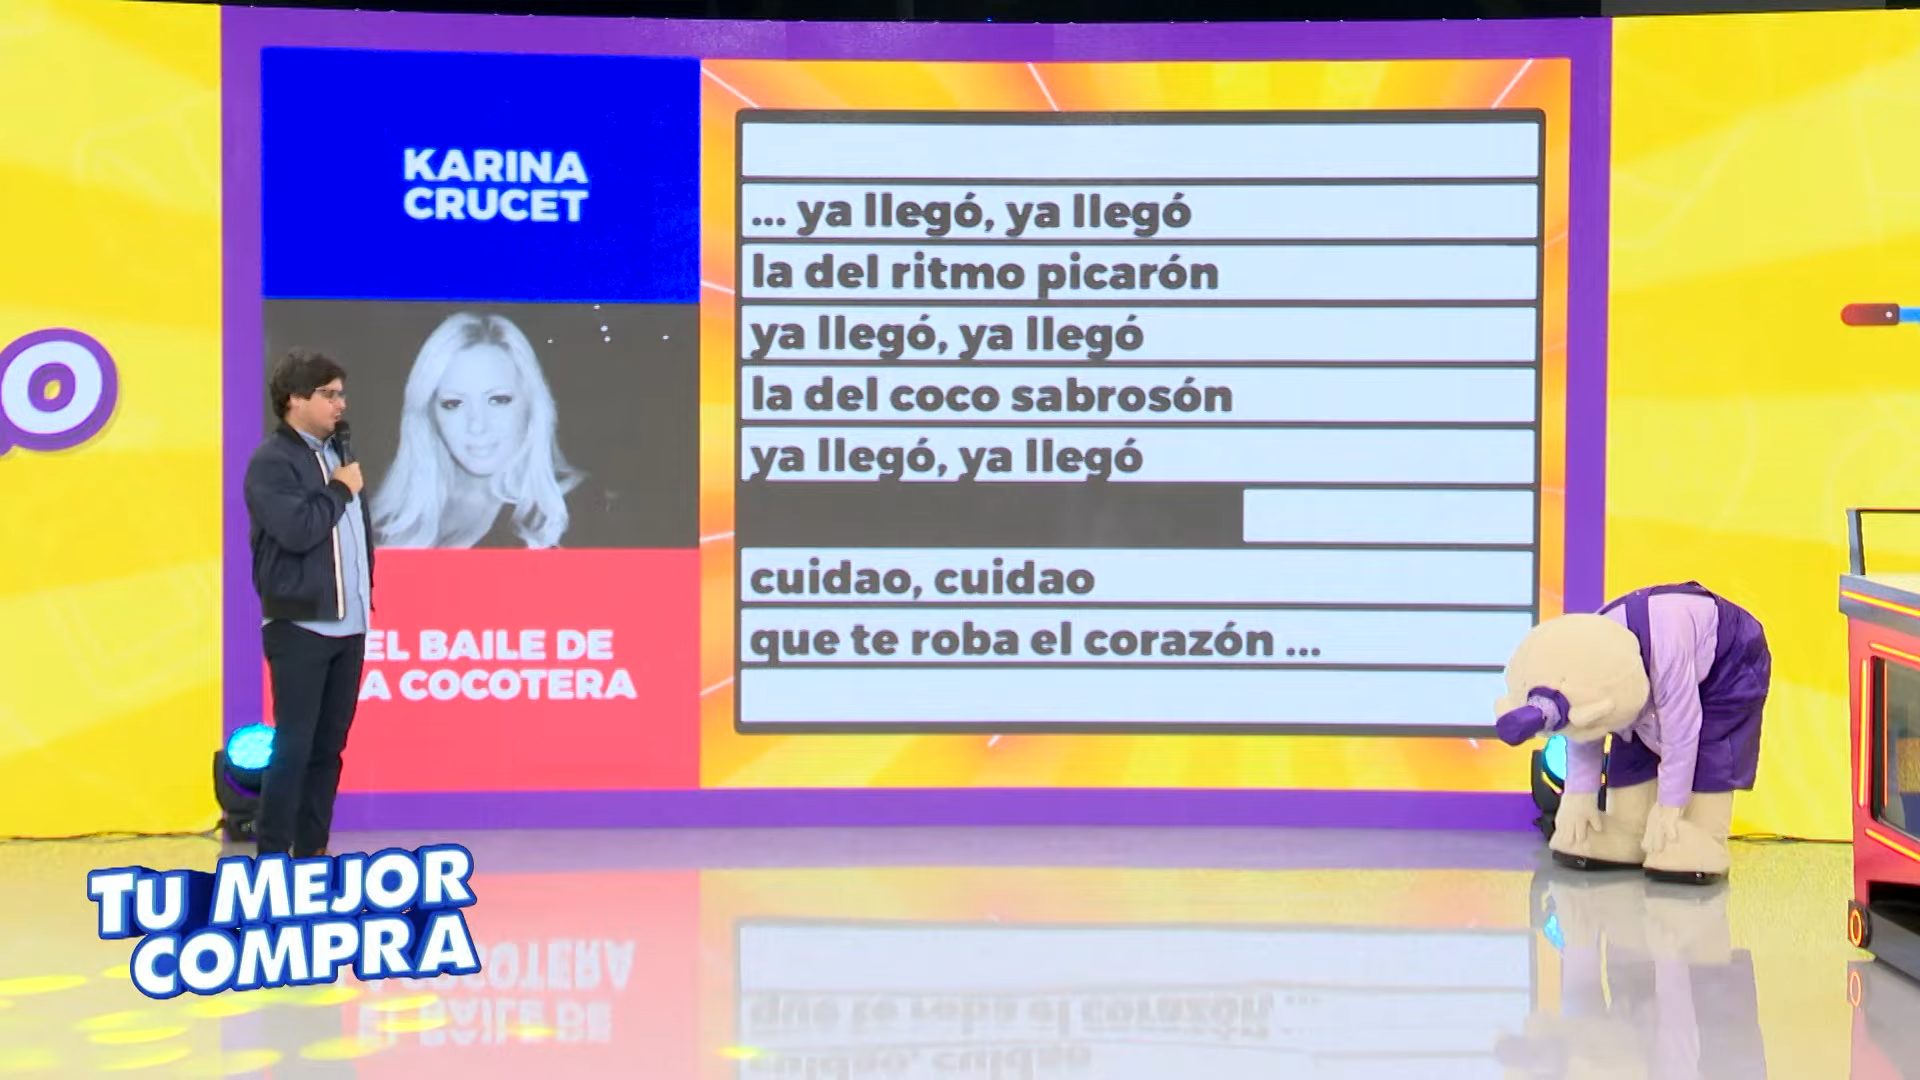 KARINA
CRUCET
EL BAILE DE
A COCOTERA
... ya llegó, ya llegó
la del ritmo picarón
ya llegó, ya llegó
la del coco sabrosón
ya llegó, ya llegó
cuidao, cuidao
que te roba el corazón ...
O
TU MEJOR
COMPRA